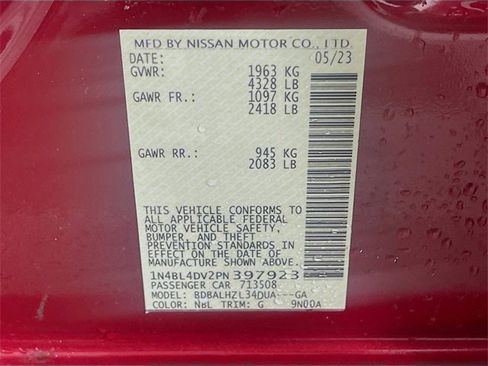 MFD BY NISSAN MOTOR CO., LTD.
DATE: 05/23
GVWR: 1963 KG
4328 LB
GAWR FR.: 1097 KG
2418 LB
GAWR RR.: 945 KG
2083 LB
THIS VEHICLE CONFORMS TO
ALL APPLICABLE FEDERAL
MOTOR VEHICLE SAFETY,
BUMPER, AND THEFT
PREVENTION STANDARDS IN
EFFECT ON THE DATE OF
MANUFACTURE SHOWN ABOVE.
1N4BL4DV2PN397923
PASSENGER CAR 713508
MODEL: BDBALHZL34DUA---GA
COLOR: NBL TRIM: G 9N00A